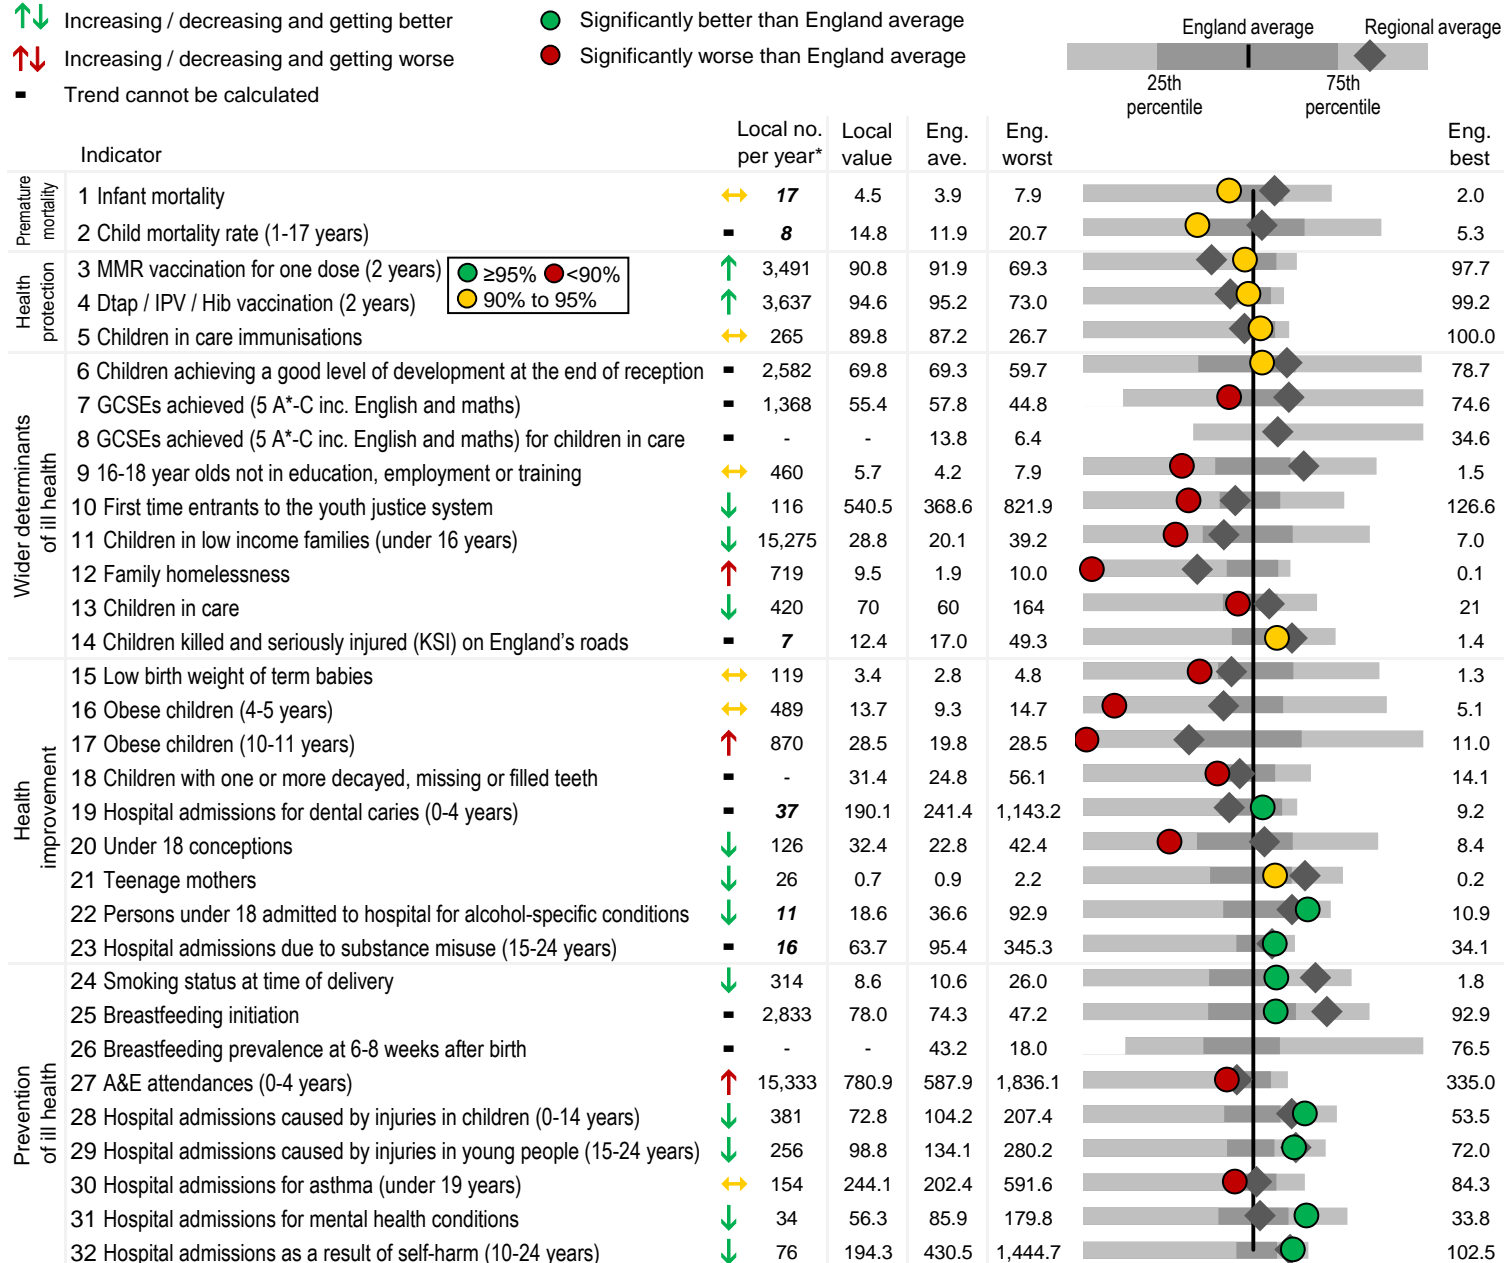 Increasing / decreasing and getting better
Significantly better than England average
Increasing / decreasing and getting worse
Significantly worse than England average
Trend cannot be calculated
England average
Regional average
25th percentile
75th percentile
Indicator
Local no. per year*
Local value
Eng. ave.
Eng. worst
Eng. best
Premature mortality
1 Infant mortality 17 4.5 3.9 7.9 2.0
2 Child mortality rate (1-17 years) 8 14.8 11.9 20.7 5.3
Health protection
3 MMR vaccination for one dose (2 years) 3,491 90.8 91.9 69.3 97.7
≥95% <90%
90% to 95%
4 Dtap / IPV / Hib vaccination (2 years) 3,637 94.6 95.2 73.0 99.2
5 Children in care immunisations 265 89.8 87.2 26.7 100.0
Wider determinants of ill health
6 Children achieving a good level of development at the end of reception 2,582 69.8 69.3 59.7 78.7
7 GCSEs achieved (5 A*-C inc. English and maths) 1,368 55.4 57.8 44.8 74.6
8 GCSEs achieved (5 A*-C inc. English and maths) for children in care - - 13.8 6.4 34.6
9 16-18 year olds not in education, employment or training 460 5.7 4.2 7.9 1.5
10 First time entrants to the youth justice system 116 540.5 368.6 821.9 126.6
11 Children in low income families (under 16 years) 15,275 28.8 20.1 39.2 7.0
12 Family homelessness 719 9.5 1.9 10.0 0.1
13 Children in care 420 70 60 164 21
14 Children killed and seriously injured (KSI) on England's roads 7 12.4 17.0 49.3 1.4
Health improvement
15 Low birth weight of term babies 119 3.4 2.8 4.8 1.3
16 Obese children (4-5 years) 489 13.7 9.3 14.7 5.1
17 Obese children (10-11 years) 870 28.5 19.8 28.5 11.0
18 Children with one or more decayed, missing or filled teeth - 31.4 24.8 56.1 14.1
19 Hospital admissions for dental caries (0-4 years) 37 190.1 241.4 1,143.2 9.2
20 Under 18 conceptions 126 32.4 22.8 42.4 8.4
21 Teenage mothers 26 0.7 0.9 2.2 0.2
22 Persons under 18 admitted to hospital for alcohol-specific conditions 11 18.6 36.6 92.9 10.9
23 Hospital admissions due to substance misuse (15-24 years) 16 63.7 95.4 345.3 34.1
Prevention of ill health
24 Smoking status at time of delivery 314 8.6 10.6 26.0 1.8
25 Breastfeeding initiation 2,833 78.0 74.3 47.2 92.9
26 Breastfeeding prevalence at 6-8 weeks after birth - - 43.2 18.0 76.5
27 A&E attendances (0-4 years) 15,333 780.9 587.9 1,836.1 335.0
28 Hospital admissions caused by injuries in children (0-14 years) 381 72.8 104.2 207.4 53.5
29 Hospital admissions caused by injuries in young people (15-24 years) 256 98.8 134.1 280.2 72.0
30 Hospital admissions for asthma (under 19 years) 154 244.1 202.4 591.6 84.3
31 Hospital admissions for mental health conditions 34 56.3 85.9 179.8 33.8
32 Hospital admissions as a result of self-harm (10-24 years) 76 194.3 430.5 1,444.7 102.5